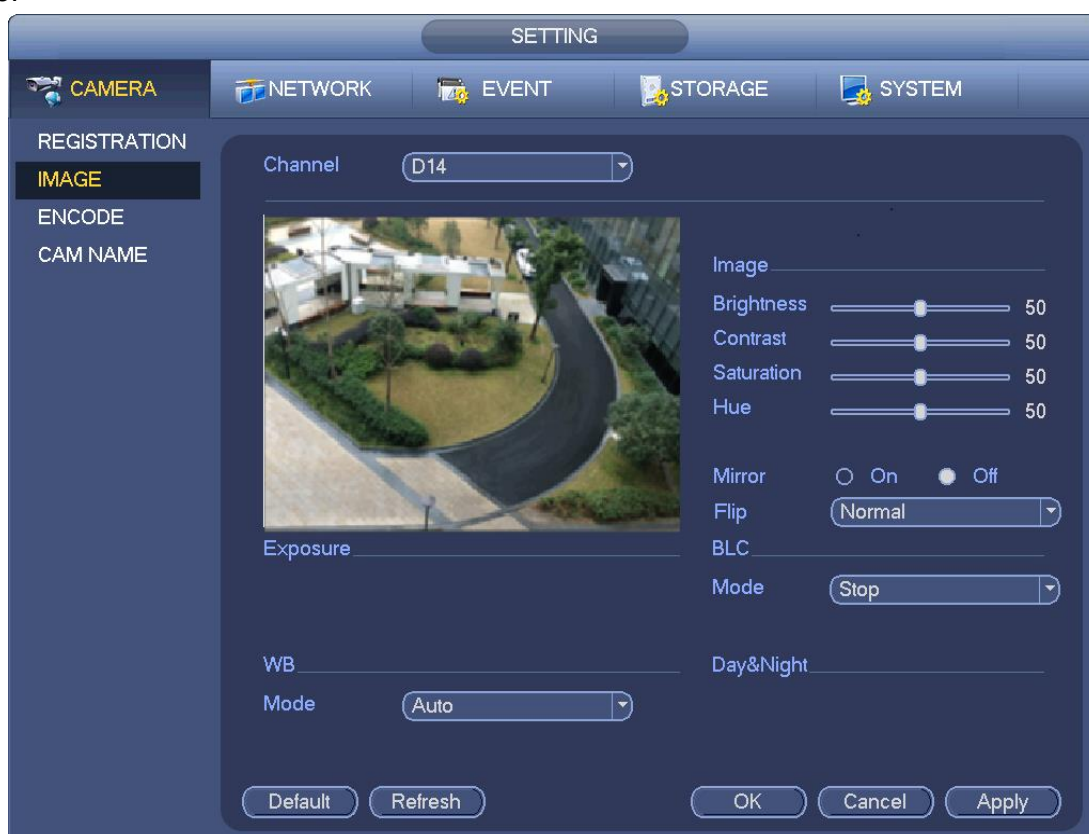 SETTING
CAMERA NETWORK EVENT STORAGE SYSTEM
REGISTRATION
IMAGE
ENCODE
CAM NAME
Channel D14
Image
Brightness 50
Contrast 50
Saturation 50
Hue 50
Mirror On Off
Flip Normal
Exposure
BLC
Mode Stop
WB
Day&Night
Mode Auto
Default Refresh OK Cancel Apply